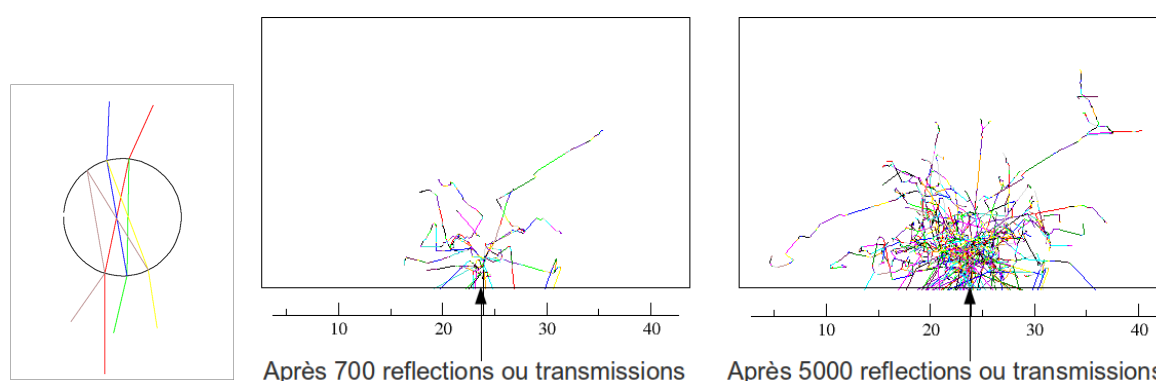 10 20 30 40
10 20 30 40
Après 700 reflections ou transmissions
Après 5000 reflections ou transmissions